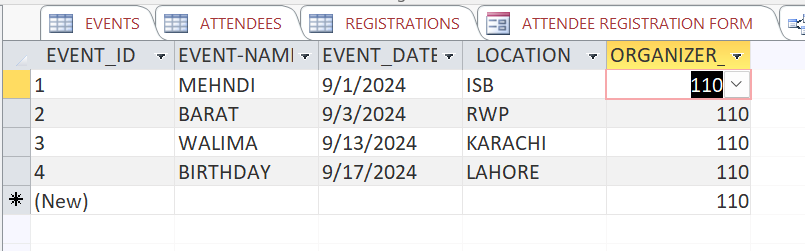 EVENTS ATTENDEES REGISTRATIONS ATTENDEE REGISTRATION FORM
EVENT_ID EVENT-NAM EVENT_DATE LOCATION ORGANIZER_
1 MEHNDI 9/1/2024 ISB 110
2 BARAT 9/3/2024 RWP 110
3 WALIMA 9/13/2024 KARACHI 110
4 BIRTHDAY 9/17/2024 LAHORE 110
(New) 110